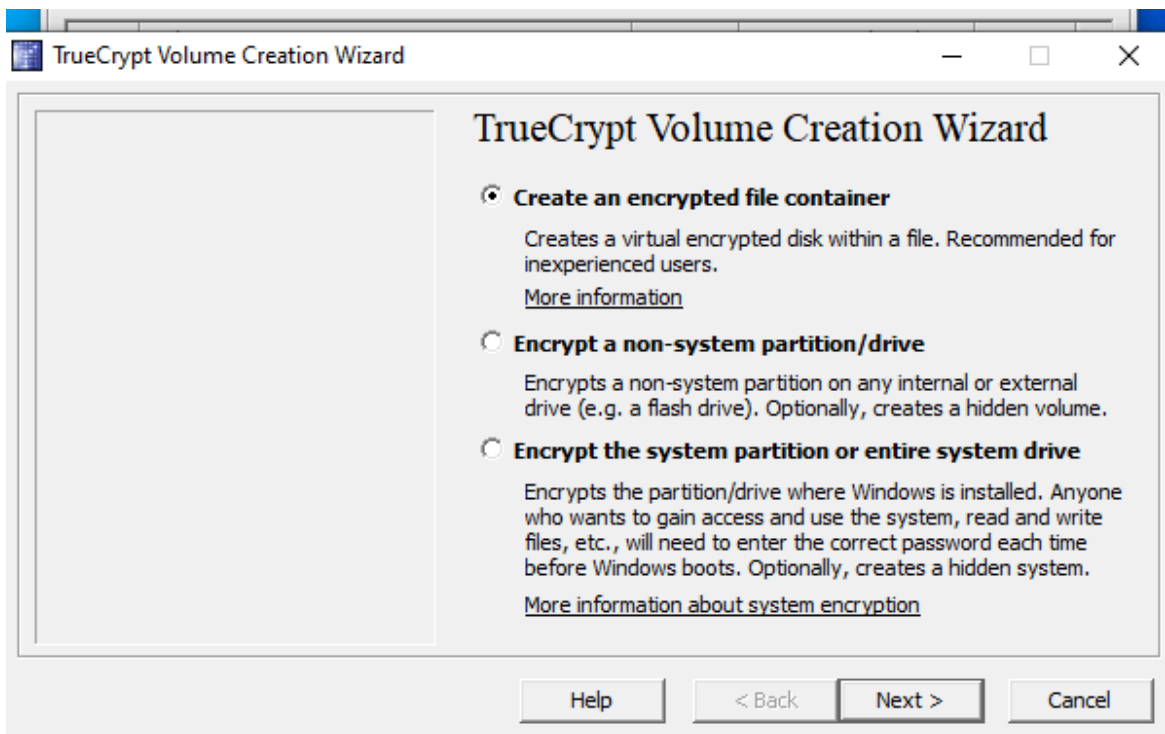 TrueCrypt Volume Creation Wizard
TrueCrypt Volume Creation Wizard
Create an encrypted file container
Creates a virtual encrypted disk within a file. Recommended for
inexperienced users.
More information
Encrypt a non-system partition/drive
Encrypts a non-system partition on any internal or external
drive (e.g. a flash drive). Optionally, creates a hidden volume.
Encrypt the system partition or entire system drive
Encrypts the partition/drive where Windows is installed. Anyone
who wants to gain access and use the system, read and write
files, etc., will need to enter the correct password each time
before Windows boots. Optionally, creates a hidden system.
More information about system encryption
Help
< Back
Next >
Cancel